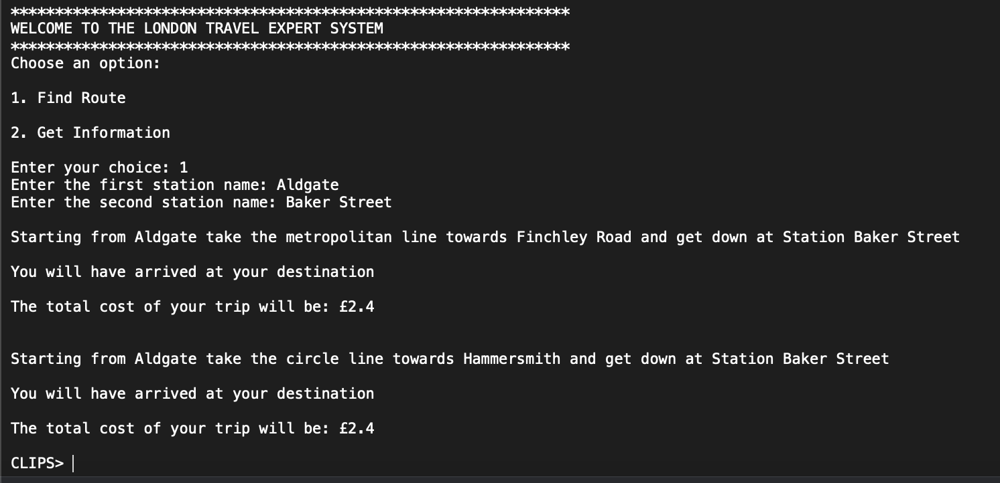 ***************************************************************
WELCOME TO THE LONDON TRAVEL EXPERT SYSTEM
***************************************************************
Choose an option:
1. Find Route
2. Get Information
Enter your choice: 1
Enter the first station name: Aldgate
Enter the second station name: Baker Street
Starting from Aldgate take the metropolitan line towards Finchley Road and get down at Station Baker Street
You will have arrived at your destination
The total cost of your trip will be: £2.4
Starting from Aldgate take the circle line towards Hammersmith and get down at Station Baker Street
You will have arrived at your destination
The total cost of your trip will be: £2.4
CLIPS>